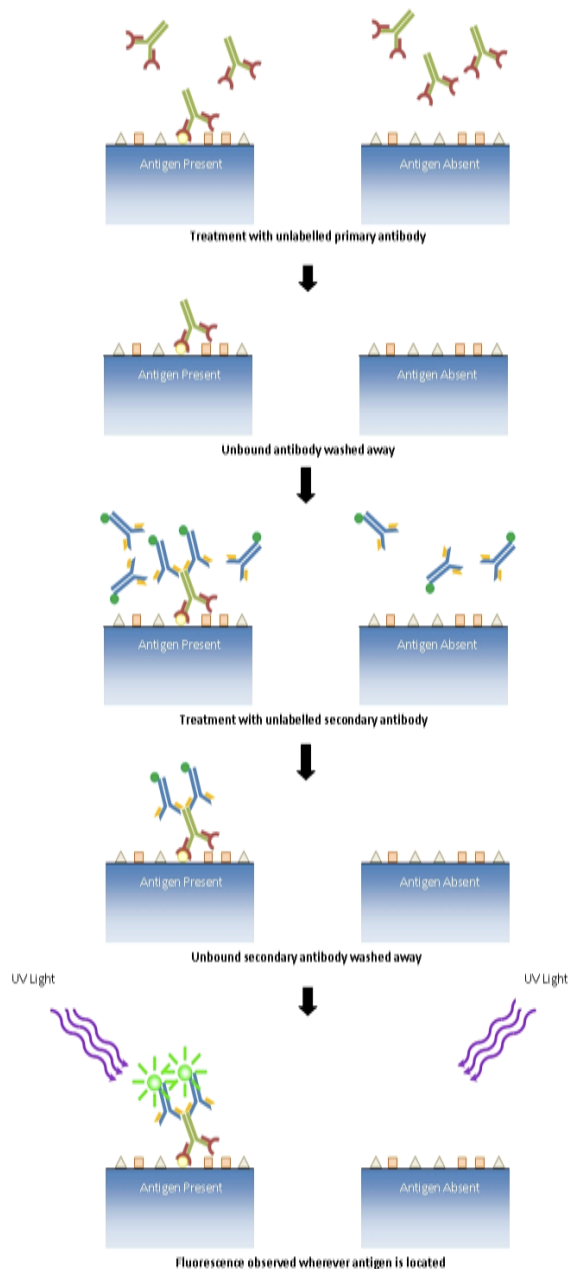 Antigen Present
Antigen Absent
Treatment with unlabelled primary antibody
Antigen Present
Antigen Absent
Unbound antibody washed away
Antigen Present
Antigen Absent
Treatment with unlabelled secondary antibody
Antigen Present
Antigen Absent
Unbound secondary antibody washed away
UV Light
UV Light
Antigen Present
Antigen Absent
Fluorescence observed wherever antigen is located